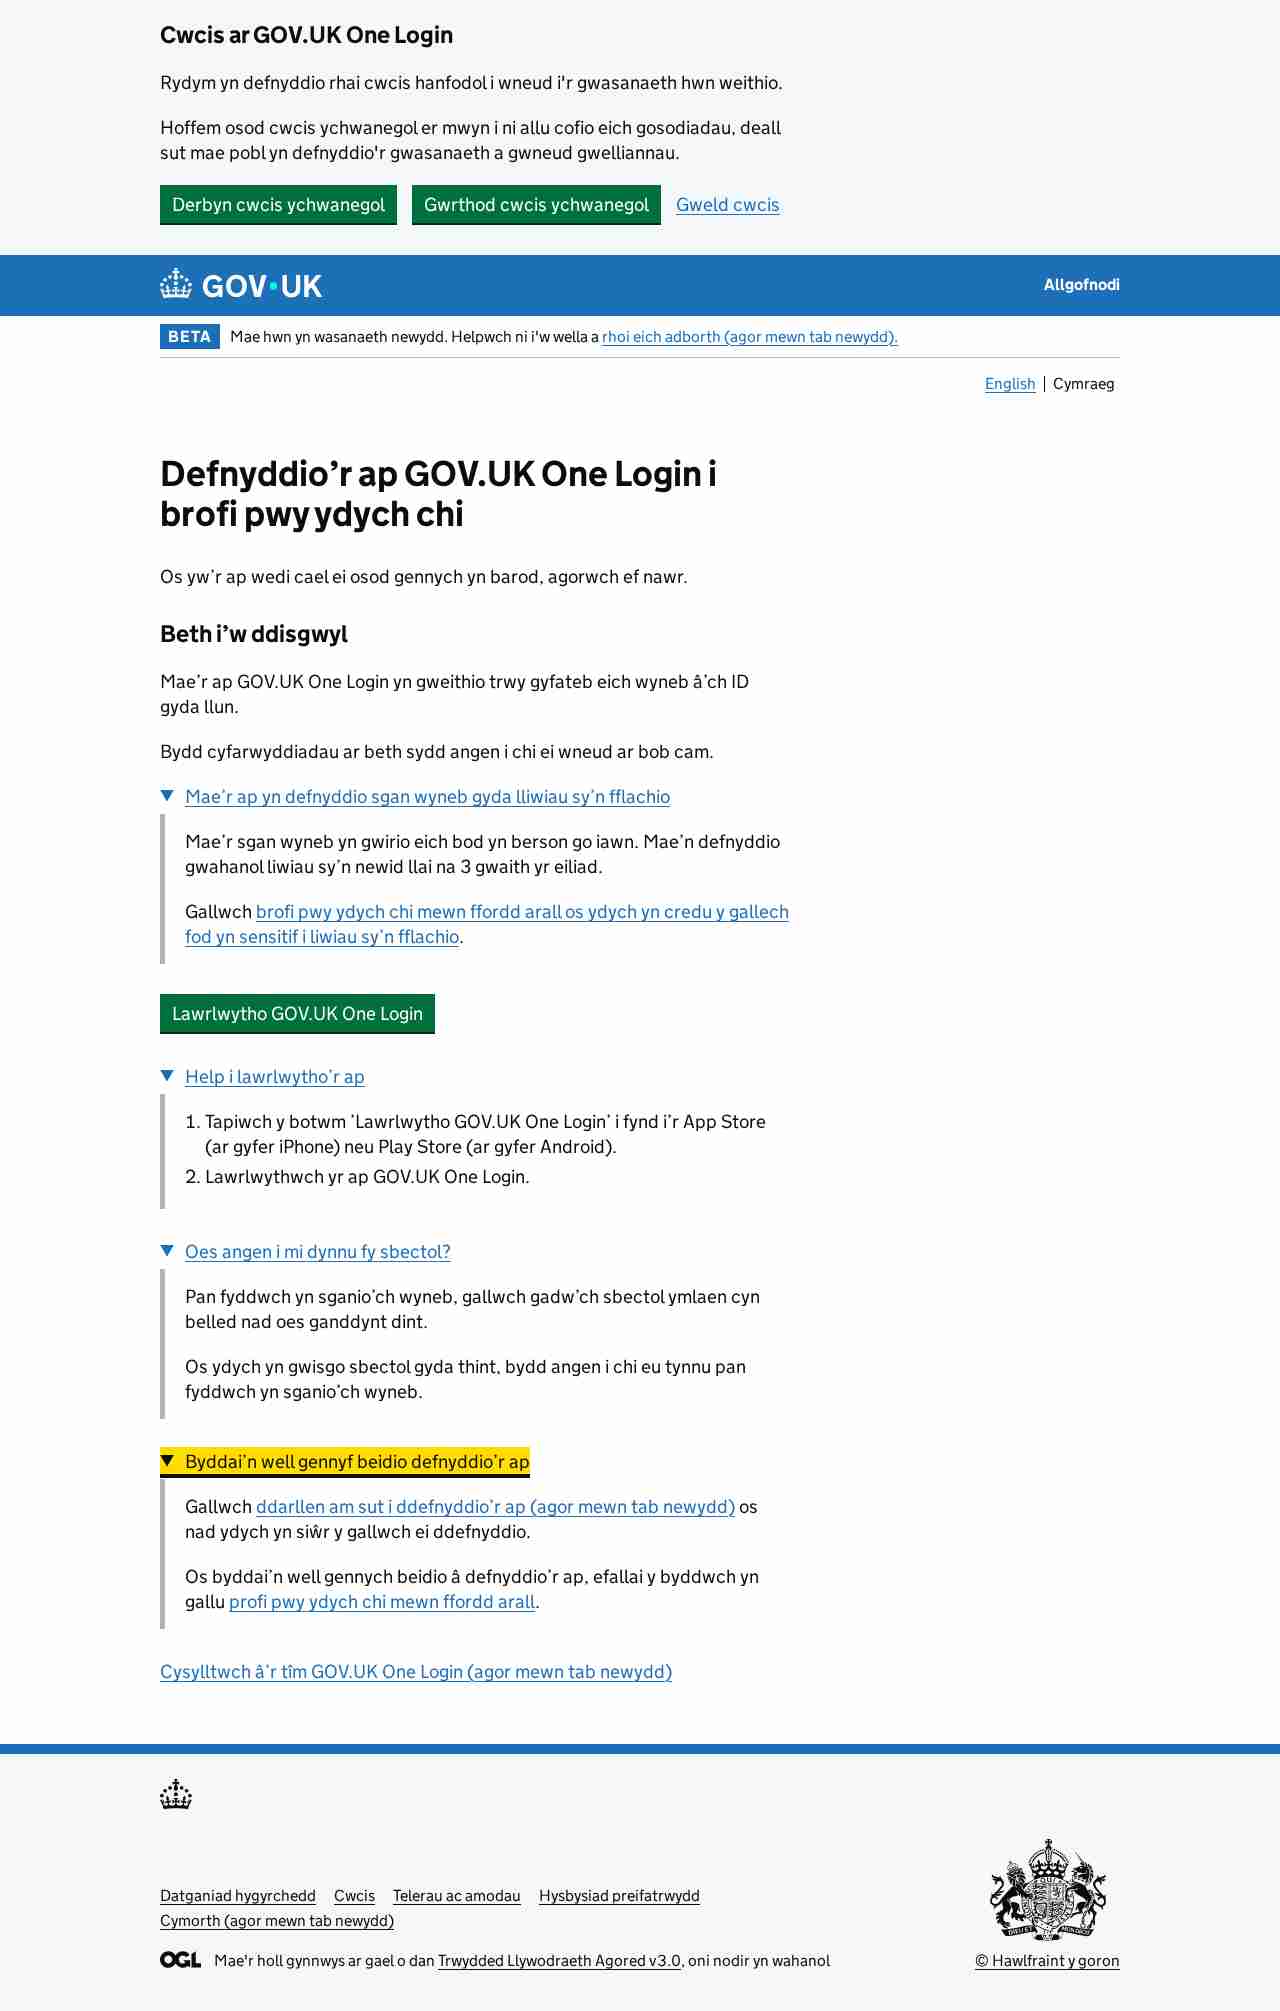 Cwcis ar GOV.UK One Login
Rydym yn defnyddio rhai cwcis hanfodol i wneud i'r gwasanaeth hwn weithio.
Hoffem osod cwcis ychwanegol er mwyn i ni allu cofio eich gosodiadau, deall
sut mae pobl yn defnyddio'r gwasanaeth a gwneud gwelliannau.
Derbyn cwcis ychwanegol Gwrthod cwcis ychwanegol Gweld cwcis
GOV·UK Allgofnodi
BETA Mae hwn yn wasanaeth newydd. Helpwch ni i'w wella a rhoi eich adborth (agor mewn tab newydd).
English | Cymraeg
Defnyddio’r ap GOV.UK One Login i
brofi pwy ydych chi
Os yw’r ap wedi cael ei osod gennych yn barod, agorwch ef nawr.
Beth i’w ddisgwyl
Mae’r ap GOV.UK One Login yn gweithio trwy gyfateb eich wyneb â’ch ID
gyda llun.
Bydd cyfarwyddiadau ar beth sydd angen i chi ei wneud ar bob cam.
▼ Mae’r ap yn defnyddio sgan wyneb gyda lliwiau sy’n fflachio
Mae’r sgan wyneb yn gwirio eich bod yn berson go iawn. Mae’n defnyddio
gwahanol liwiau sy’n newid llai na 3 gwaith yr eiliad.
Gallwch brofi pwy ydych chi mewn ffordd arall os ydych yn credu y gallech
fod yn sensitif i liwiau sy’n fflachio.
Lawrlwytho GOV.UK One Login
▼ Help i lawrlwytho’r ap
1. Tapiwch y botwm ’Lawrlwytho GOV.UK One Login’ i fynd i’r App Store
(ar gyfer iPhone) neu Play Store (ar gyfer Android).
2. Lawrlwythwch yr ap GOV.UK One Login.
▼ Oes angen i mi dynnu fy sbectol?
Pan fyddwch yn sganio’ch wyneb, gallwch gadw’ch sbectol ymlaen cyn
belled nad oes ganddynt dint.
Os ydych yn gwisgo sbectol gyda thint, bydd angen i chi eu tynnu pan
fyddwch yn sganio’ch wyneb.
▼ Byddai’n well gennyf beidio defnyddio’r ap
Gallwch ddarllen am sut i ddefnyddio’r ap (agor mewn tab newydd) os
nad ydych yn siŵr y gallwch ei ddefnyddio.
Os byddai’n well gennych beidio â defnyddio’r ap, efallai y byddwch yn
gallu profi pwy ydych chi mewn ffordd arall.
Cysylltwch â’r tîm GOV.UK One Login (agor mewn tab newydd)
Datganiad hygyrchedd Cwcis Telerau ac amodau Hysbysiad preifatrwydd
Cymorth (agor mewn tab newydd)
OGL Mae'r holl gynnwys ar gael o dan Trwydded Llywodraeth Agored v3.0, oni nodir yn wahanol
© Hawlfraint y goron